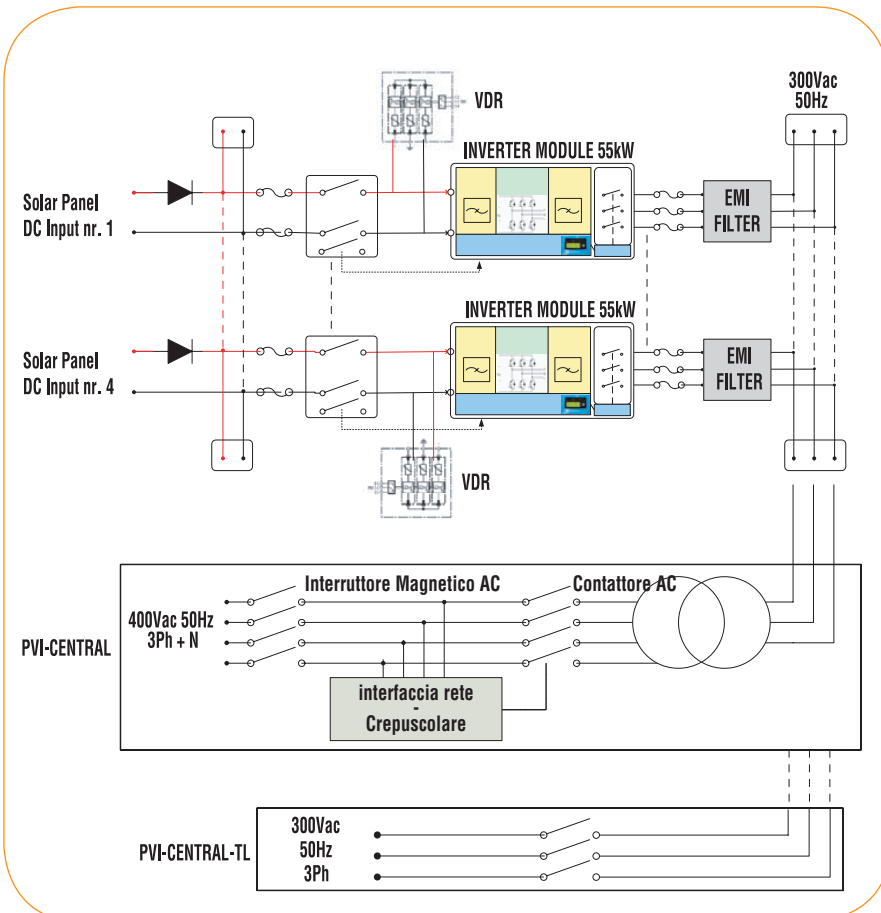 300Vac
50Hz
VDR
INVERTER MODULE 55kW
Solar Panel
DC Input nr. 1
EMI
FILTER
INVERTER MODULE 55kW
Solar Panel
DC Input nr. 4
EMI
FILTER
VDR
Interruttore Magnetico AC
Contattore AC
400Vac 50Hz
3Ph + N
PVI-CENTRAL
interfaccia rete
-
Crepuscolare
300Vac
50Hz
3Ph
PVI-CENTRAL-TL